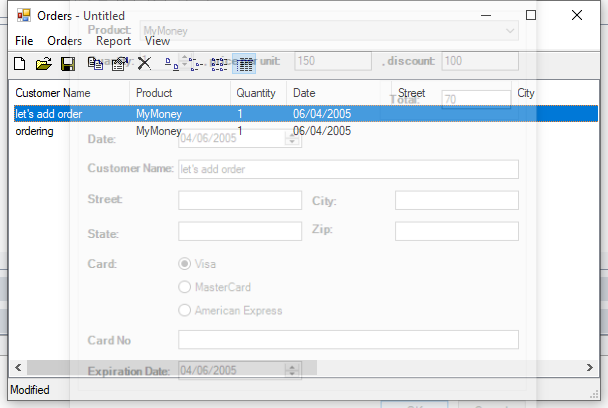 Orders - Untitled
Product: MyMoney
File Orders Report View
unit: 150 , discount: 100
Customer Name Product Quantity Date Street City
Total: 70
let's add order MyMoney 1 06/04/2005
ordering MyMoney 1 06/04/2005
Date: 04/06/2005
Customer Name: let's add order
Street: City:
State: Zip:
Card: Visa
MasterCard
American Express
Card No
Expiration Date: 04/06/2005
Modified